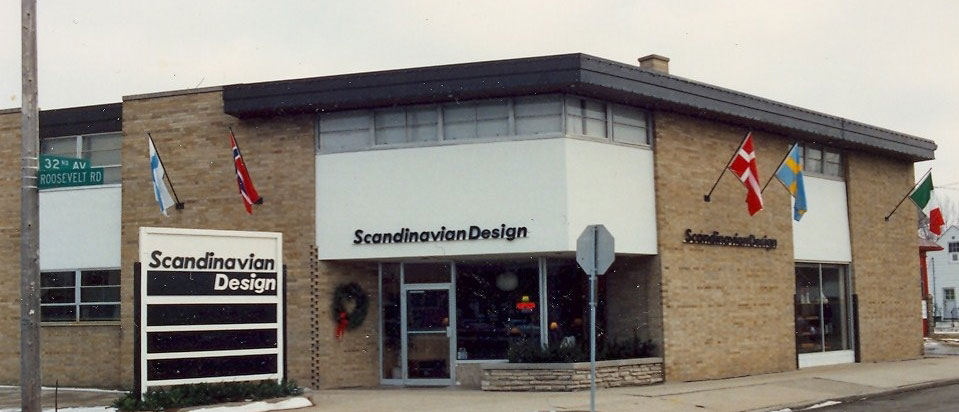 32ND AV
ROOSEVELT RD
Scandinavian Design
Scandinavian Design
Scandinavian
Design